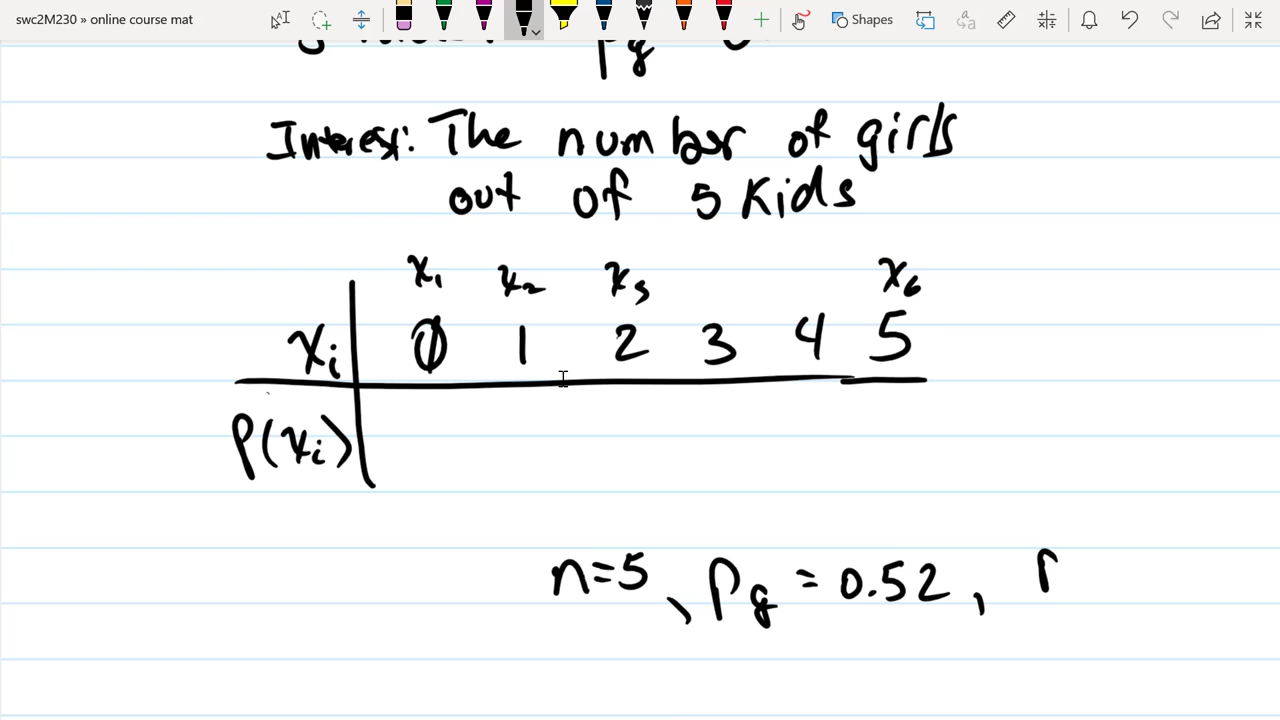 swc2M230 » online course mat
Shapes
Interest: The number of girls
out of 5 kids
x₁ x₂ x₃ x₆
xᵢ 0 1 2 3 4 5
P(xᵢ)
n=5, Pg = 0.52, P